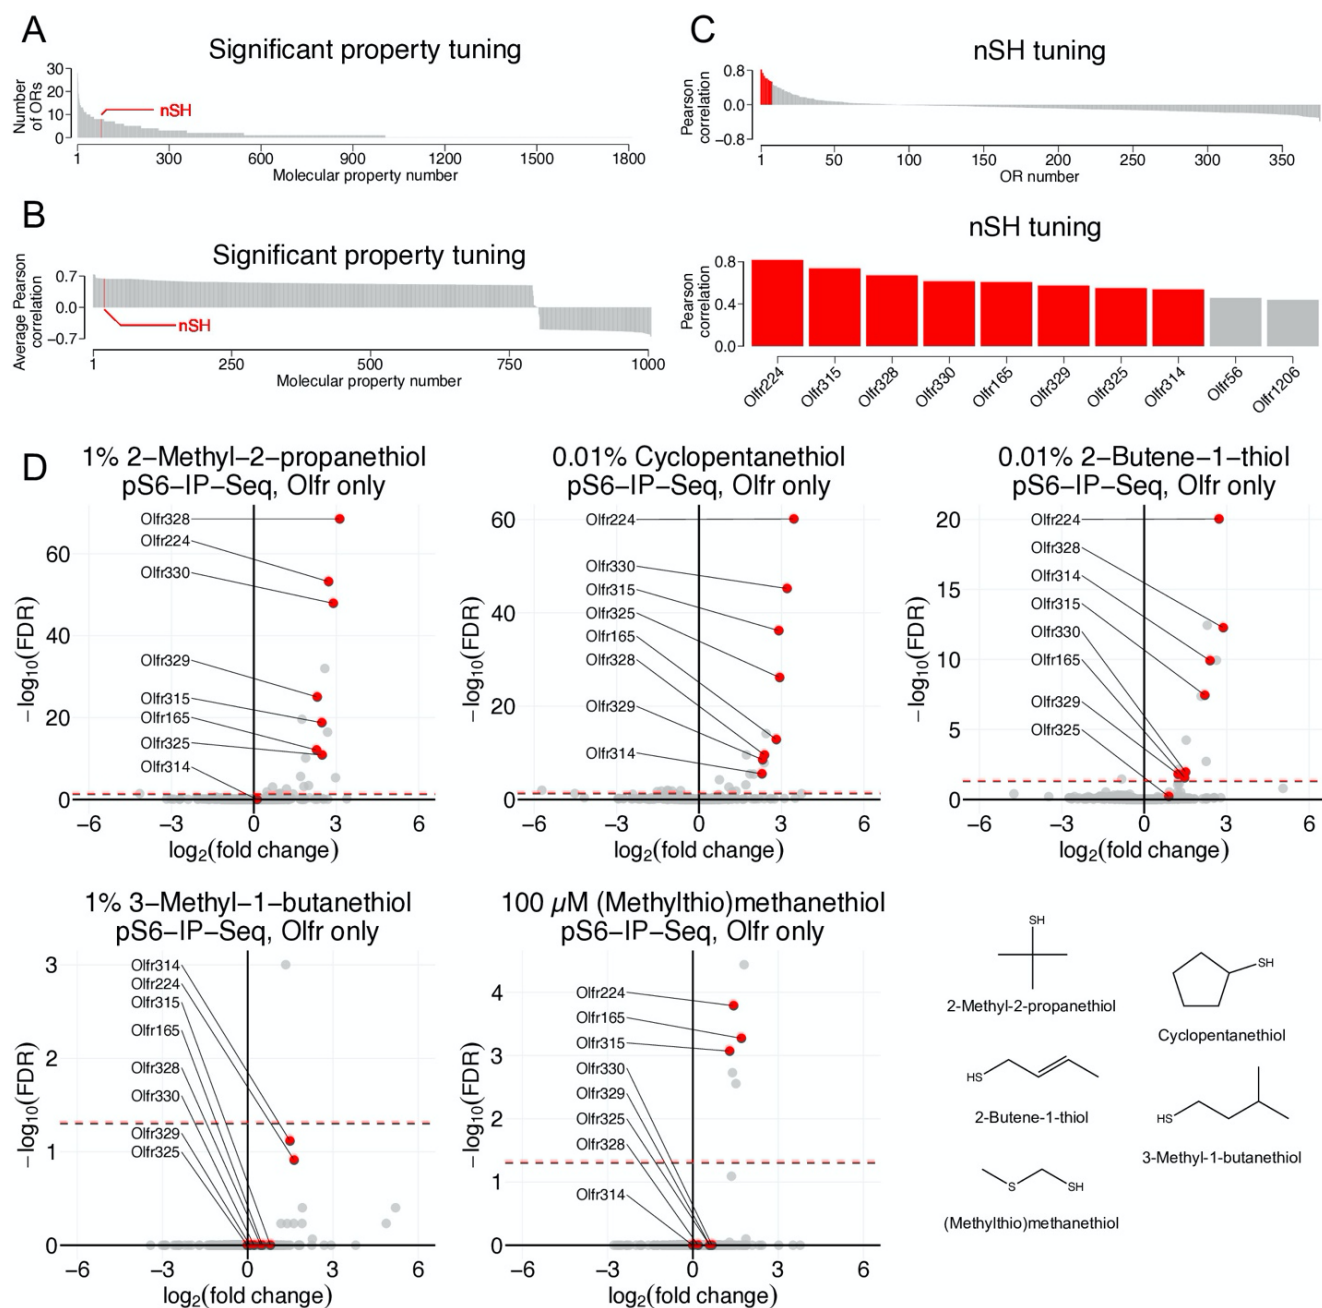 A
Significant property tuning
Number
of ORs
30
20
10
0
nSH
1
300
600
900
1200
1500
1800
Molecular property number
B
Significant property tuning
Average Pearson
correlation
0.7
0.0
−0.7
nSH
1
250
500
750
1000
Molecular property number
C
nSH tuning
Pearson
correlation
0.8
0.0
−0.8
1
50
100
200
250
300
350
OR number
nSH tuning
Pearson
correlation
0.8
0.4
0.0
Olfr224
Olfr315
Olfr328
Olfr330
Olfr165
Olfr329
Olfr325
Olfr314
Olfr56
Olfr1206
D
1% 2−Methyl−2−propanethiol
pS6−IP−Seq, Olfr only
−log10(FDR)
60
40
20
0
Olfr328
Olfr224
Olfr330
Olfr329
Olfr315
Olfr165
Olfr325
Olfr314
−6
−3
0
3
6
log2(fold change)
0.01% Cyclopentanethiol
pS6−IP−Seq, Olfr only
−log10(FDR)
60
40
20
0
Olfr224
Olfr330
Olfr315
Olfr325
Olfr165
Olfr328
Olfr329
Olfr314
−6
−3
0
3
6
log2(fold change)
0.01% 2−Butene−1−thiol
pS6−IP−Seq, Olfr only
−log10(FDR)
20
15
10
5
0
Olfr224
Olfr328
Olfr314
Olfr315
Olfr330
Olfr165
Olfr329
Olfr325
−6
−3
0
3
6
log2(fold change)
1% 3−Methyl−1−butanethiol
pS6−IP−Seq, Olfr only
−log10(FDR)
3
2
1
0
Olfr314
Olfr224
Olfr315
Olfr165
Olfr328
Olfr330
Olfr329
Olfr325
−6
−3
0
3
6
log2(fold change)
100 µM (Methylthio)methanethiol
pS6−IP−Seq, Olfr only
−log10(FDR)
4
3
2
1
0
Olfr224
Olfr165
Olfr315
Olfr330
Olfr329
Olfr325
Olfr328
Olfr314
−6
−3
0
3
6
log2(fold change)
SH
2-Methyl-2-propanethiol
SH
Cyclopentanethiol
HS
2-Butene-1-thiol
HS
3-Methyl-1-butanethiol
S
SH
(Methylthio)methanethiol